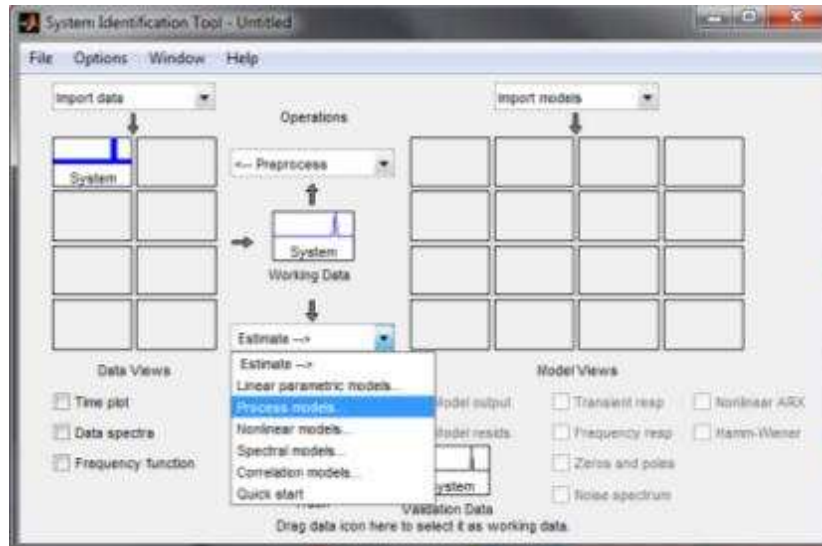 System Identification Tool - Untitled
File Options Window Help
Import data
Import models
Operations
<-- Preprocess
System
System
Working Data
Estimate -->
Estimate -->
Linear parametric models...
Process models...
Nonlinear models...
Spectral models...
Correlation models...
Quick start
Data Views
Time plot
Data spectra
Frequency function
Model Views
Model output
Transient resp
Nonlinear ARX
Model resids
Frequency resp
Hamm-Wiener
Zeros and poles
Noise spectrum
System
Validation Data
Drag data icon here to select it as working data.